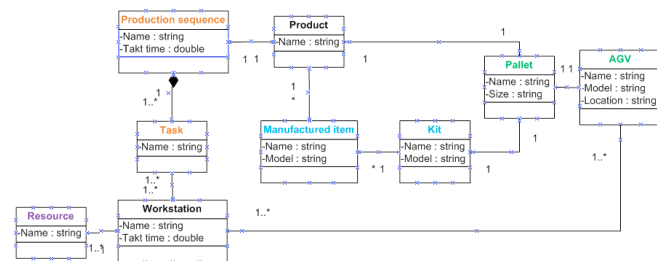 Production sequence
-Name : string
-Takt time : double
Product
-Name : string
1
1 1
1
Pallet
-Name : string
-Size : string
1 1
AGV
-Name : string
-Model : string
-Location : string
1
1..*
1
*
Task
-Name : string
Manufactured item
-Name : string
-Model : string
* 1
Kit
-Name : string
-Model : string
1
1
1..*
1..*
1..*
Resource
-Name : string
1..*
1
Workstation
-Name : string
-Takt time : double
1..*